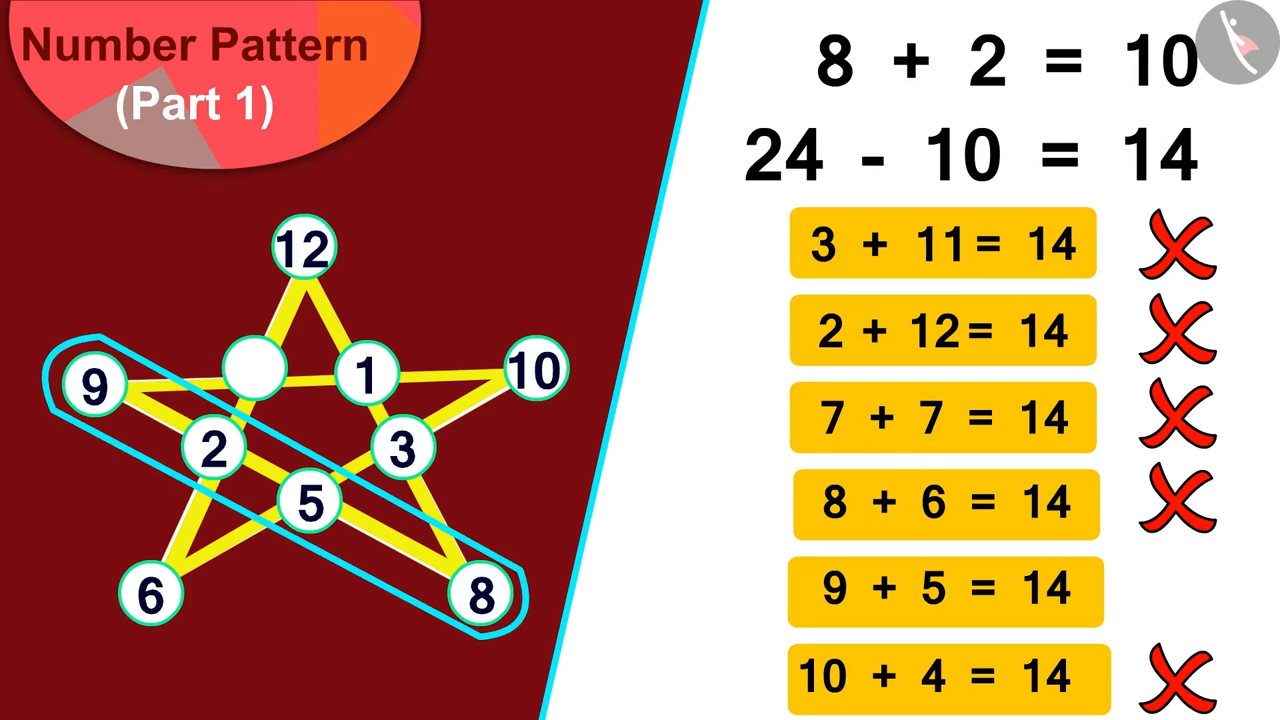 Number Pattern
(Part 1)
12
9
1
10
2
3
5
6
8
8 + 2 = 10
24 - 10 = 14
3 + 11 = 14
2 + 12 = 14
7 + 7 = 14
8 + 6 = 14
9 + 5 = 14
10 + 4 = 14